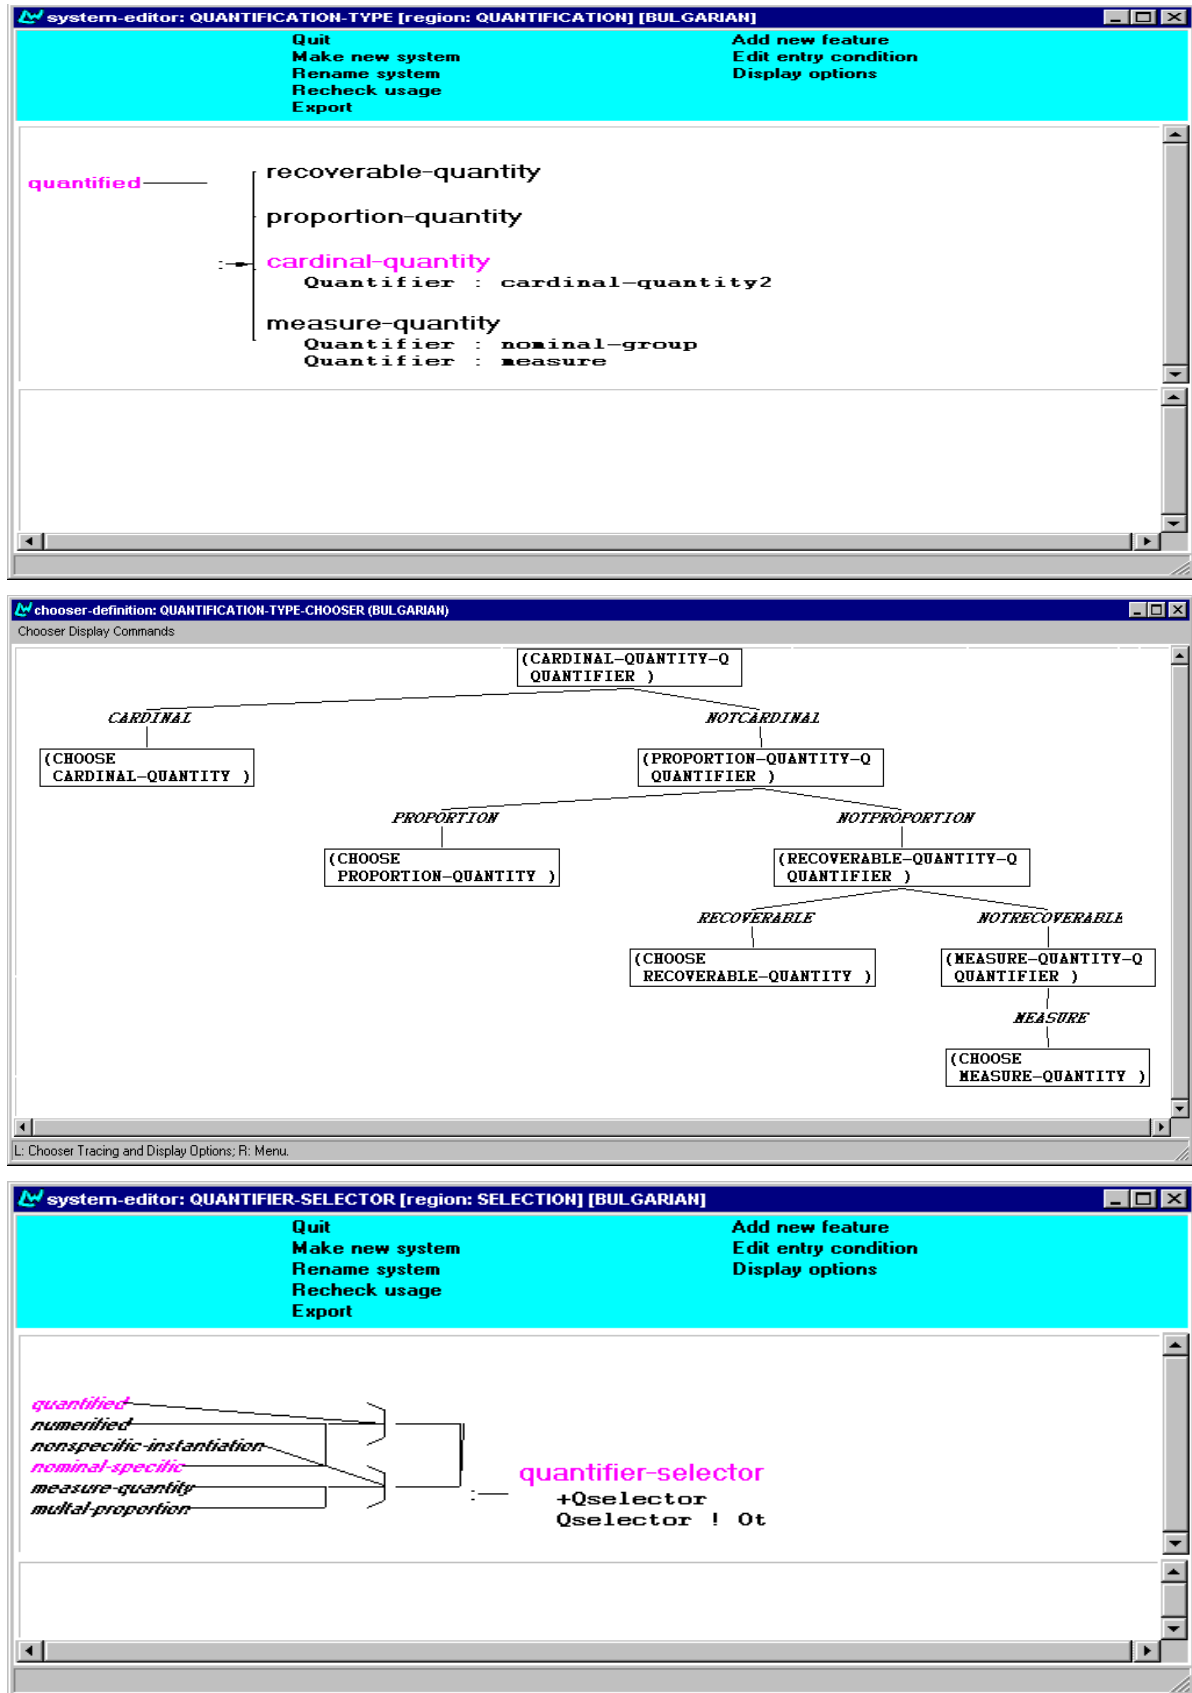 system-editor: QUANTIFICATION-TYPE [region: QUANTIFICATION] [BULGARIAN]
Quit
Make new system
Rename system
Recheck usage
Export
Add new feature
Edit entry condition
Display options
quantified
recoverable-quantity
proportion-quantity
cardinal-quantity
Quantifier : cardinal-quantity2
measure-quantity
Quantifier : nominal-group
Quantifier : measure
chooser-definition: QUANTIFICATION-TYPE-CHOOSER (BULGARIAN)
Chooser Display Commands
(CARDINAL-QUANTITY-Q
QUANTIFIER )
CARDINAL
NOTCARDINAL
(CHOOSE
CARDINAL-QUANTITY )
(PROPORTION-QUANTITY-Q
QUANTIFIER )
PROPORTION
NOTPROPORTION
(CHOOSE
PROPORTION-QUANTITY )
(RECOVERABLE-QUANTITY-Q
QUANTIFIER )
RECOVERABLE
NOTRECOVERABLE
(CHOOSE
RECOVERABLE-QUANTITY )
(MEASURE-QUANTITY-Q
QUANTIFIER )
MEASURE
(CHOOSE
MEASURE-QUANTITY )
L: Chooser Tracing and Display Options; R: Menu.
system-editor: QUANTIFIER-SELECTOR [region: SELECTION] [BULGARIAN]
Quit
Make new system
Rename system
Recheck usage
Export
Add new feature
Edit entry condition
Display options
quantified
numerified
nonspecific-instantiation
nominal-specific
measure-quantity
multal-proportion
quantifier-selector
+Qselector
Qselector ! Ot